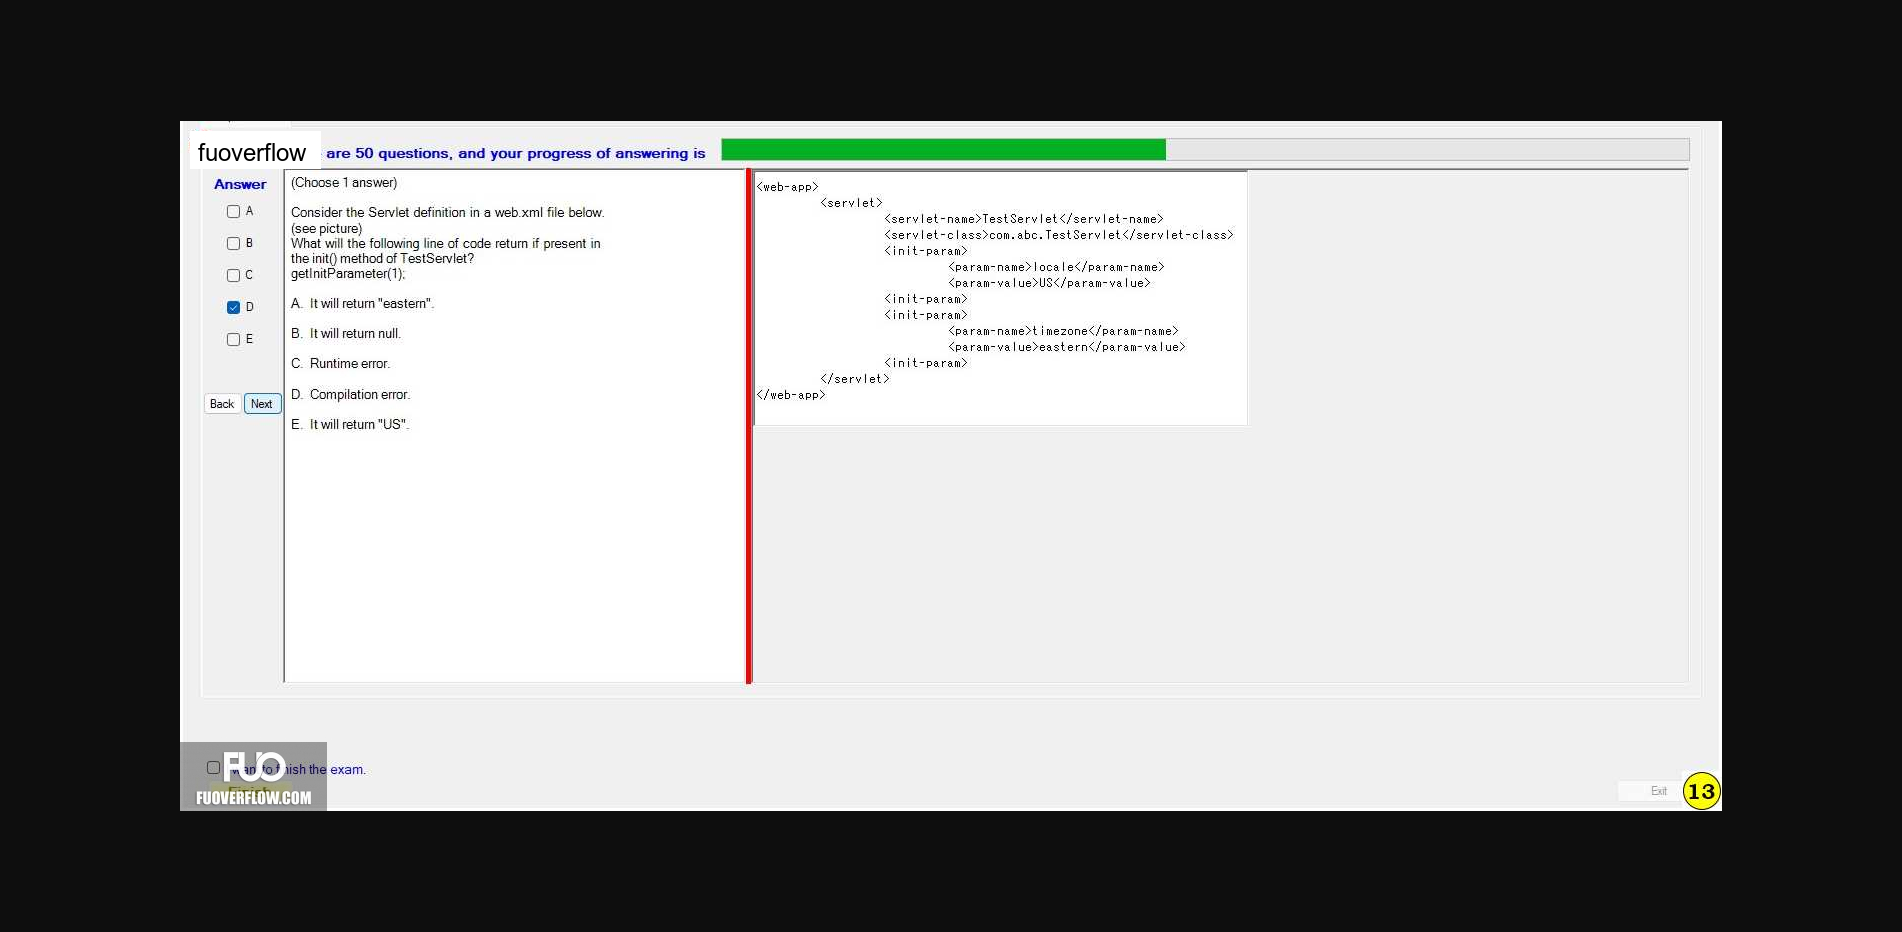 fuoverflow are 50 questions, and your progress of answering is
Answer
A
B
C
D
E
Back Next
(Choose 1 answer)
Consider the Servlet definition in a web.xml file below.
(see picture)
What will the following line of code return if present in
the init() method of TestServlet?
getInitParameter(1);
A. It will return "eastern".
B. It will return null.
C. Runtime error.
D. Compilation error.
E. It will return "US".
<web-app>
<servlet>
<servlet-name>TestServlet</servlet-name>
<servlet-class>com.abc.TestServlet</servlet-class>
<init-param>
<param-name>locale</param-name>
<param-value>US</param-value>
<init-param>
<init-param>
<param-name>timezone</param-name>
<param-value>eastern</param-value>
<init-param>
</servlet>
</web-app>
FUO
want to finish the exam.
Finish
FUOVERFLOW.COM
Exit
13